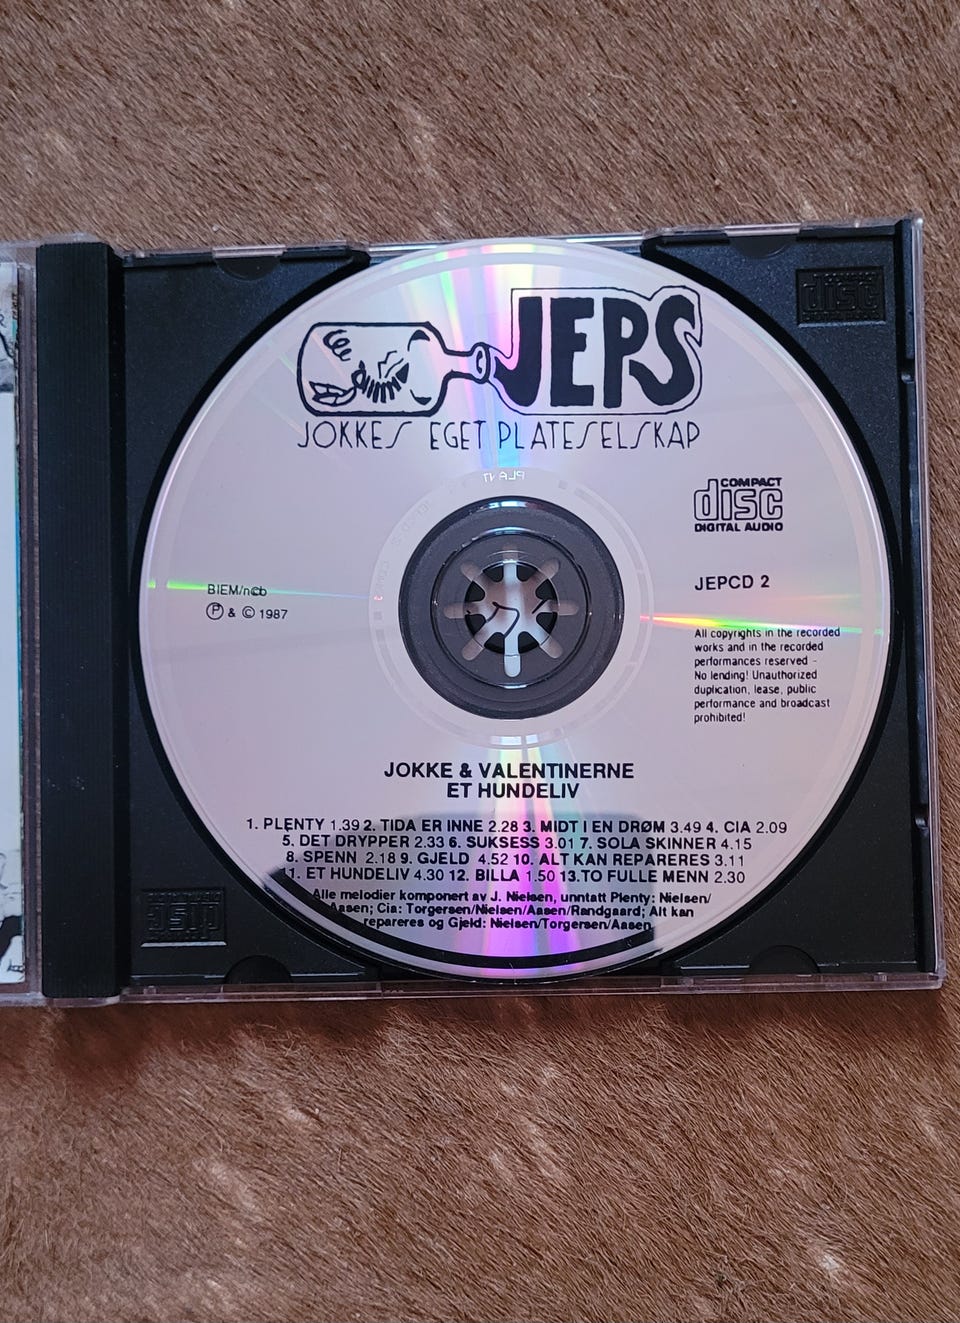 JEPS
JOKKES EGET PLATESELSKAP
COMPACT
disc
DIGITAL AUDIO
BIEM/ncb
Ⓟ & © 1987
JEPCD 2
All copyrights in the recorded
works and in the recorded
performances reserved -
No lending! Unauthorized
duplication, lease, public
performance and broadcast
prohibited!
JOKKE & VALENTINERNE
ET HUNDELIV
1. PLENTY 1.39 2. TIDA ER INNE 2.28 3. MIDT I EN DRØM 3.49 4. CIA 2.09
5. DET DRYPPER 2.33 6. SUKSESS 3.01 7. SOLA SKINNER 4.15
8. SPENN 2.18 9. GJELD 4.52 10. ALT KAN REPARERES 3.11
11. ET HUNDELIV 4.30 12. BILLA 1.50 13.TO FULLE MENN 2.30
Alle melodier komponert av J. Nielsen, unntatt Plenty: Nielsen/
Aasen; Cia: Torgersen/Nielsen/Aasen/Randgaard; Alt kan
repareres og Gjeld: Nielsen/Torgersen/Aasen
disc
disc